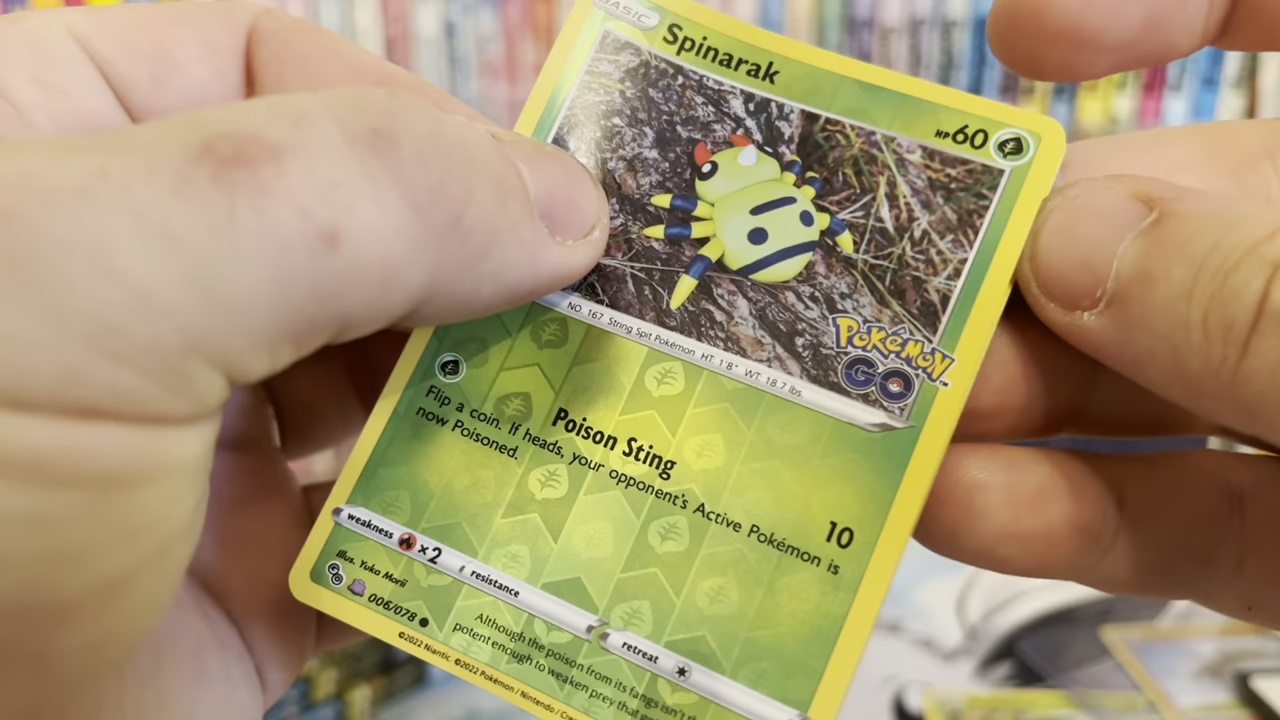 BASIC
Spinarak
HP 60
Pokémon
GO™
NO. 167 String Spit Pokémon HT: 1'8" WT: 18.7 lbs.
Poison Sting
10
Flip a coin. If heads, your opponent's Active Pokémon is
now Poisoned.
weakness ×2
resistance
retreat
Illus. Yuka Morii
006/078
Although the poison from its fangs isn't
potent enough to weaken prey that
©2022 Niantic. ©2022 Pokémon / Nintendo /